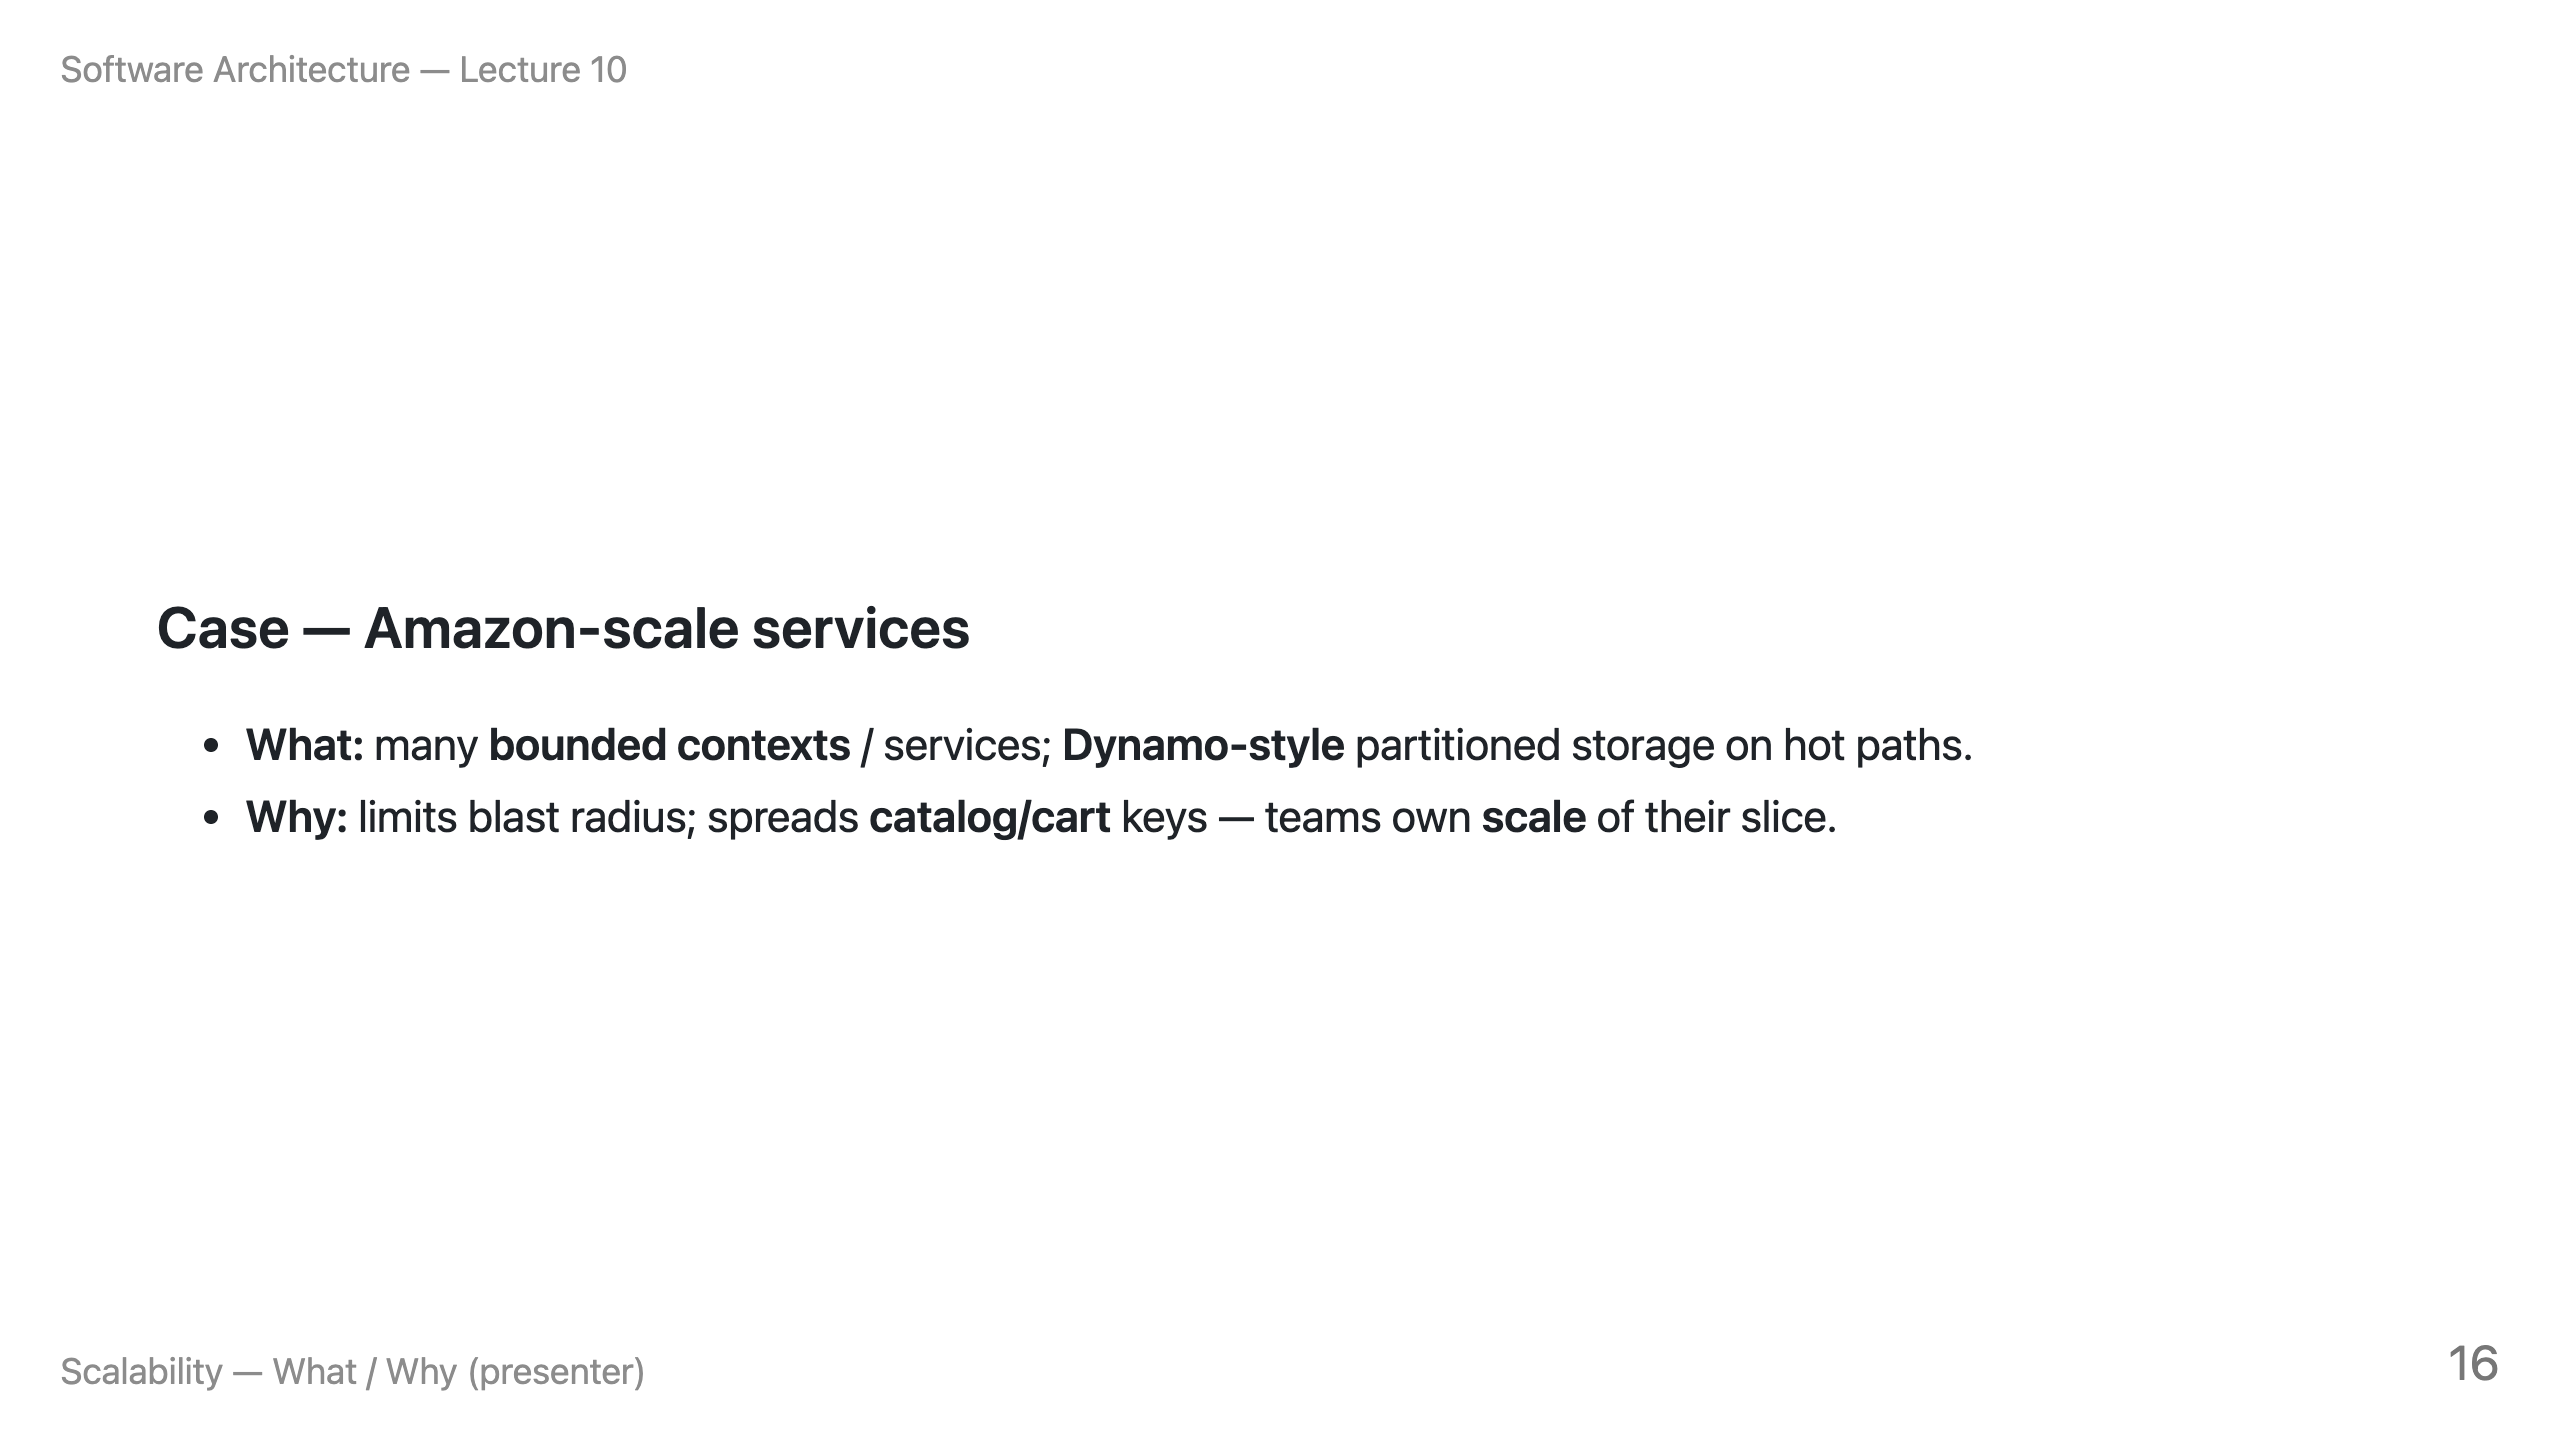 Software Architecture — Lecture 10
Case — Amazon-scale services
• What: many bounded contexts / services; Dynamo-style partitioned storage on hot paths.
• Why: limits blast radius; spreads catalog/cart keys — teams own scale of their slice.
Scalability — What / Why (presenter)
16